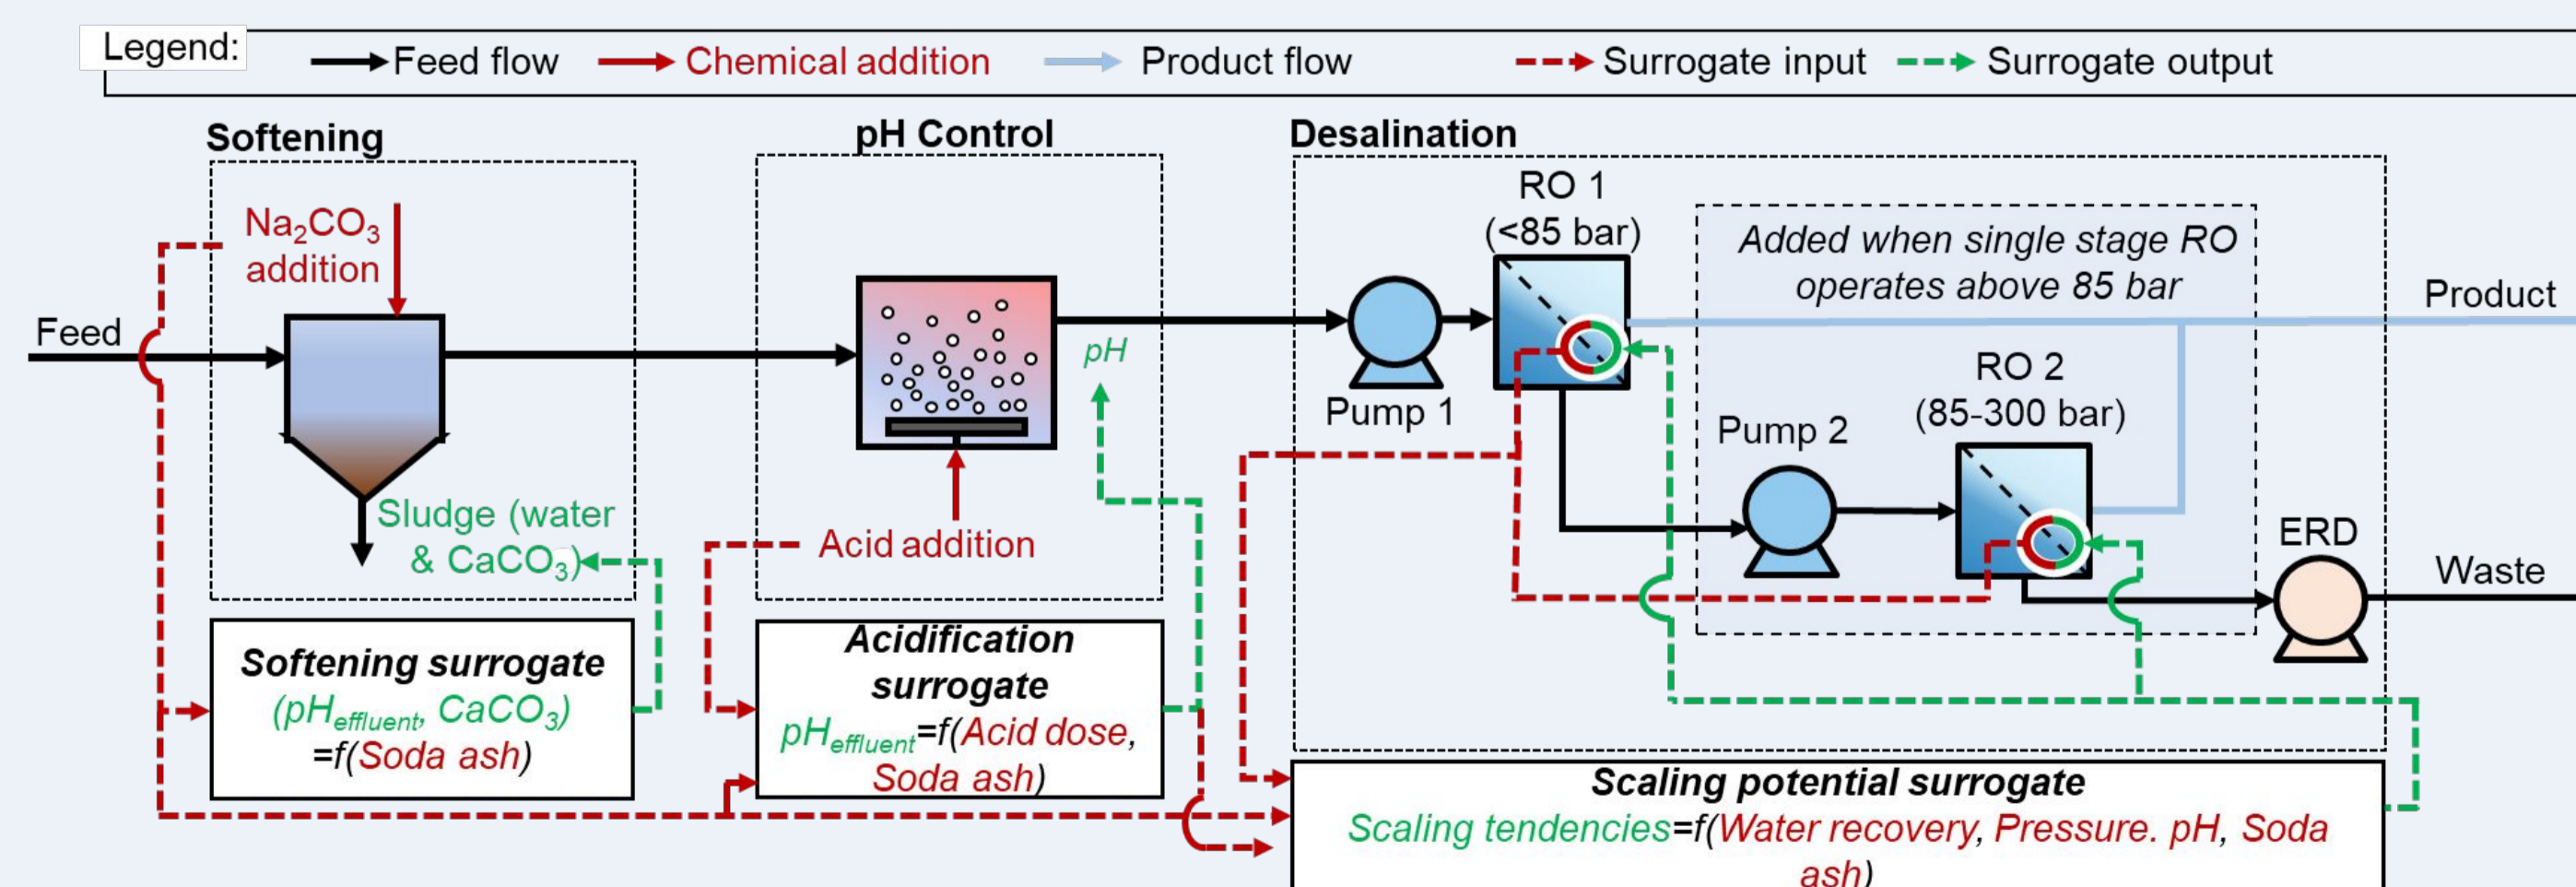 Legend:
Feed flow
Chemical addition
Product flow
Surrogate input
Surrogate output
Softening
pH Control
Desalination
Na₂CO₃
addition
Feed
Sludge (water
& CaCO₃)
pH
Acid addition
RO 1
(<85 bar)
Pump 1
Added when single stage RO
operates above 85 bar
Product
RO 2
(85-300 bar)
Pump 2
ERD
Waste
Softening surrogate
(pHeffluent, CaCO₃)
=f(Soda ash)
Acidification
surrogate
pHeffluent=f(Acid dose,
Soda ash)
Scaling potential surrogate
Scaling tendencies=f(Water recovery, Pressure. pH, Soda
ash)